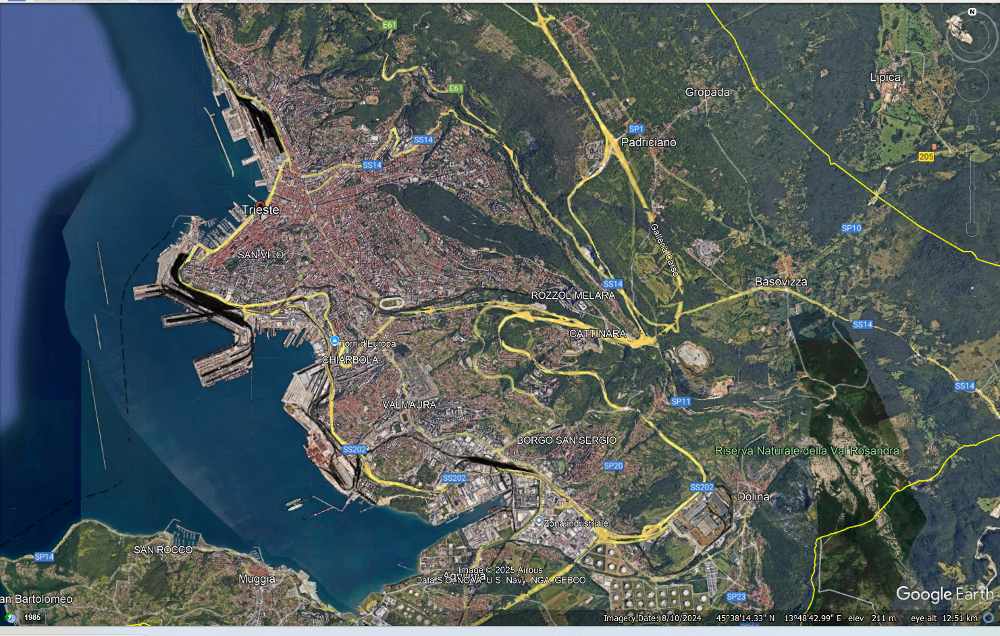 E61
N
Lipica
E61
Gropada
SP1
SS14
Padriciano
205
SS14
Trieste
SP10
Galleria Carso
SAN VITO
Basovizza
SS14
ROZZOL MELARA
SS14
CATTINARA
Torri d'Europa
CHIARBOLA
SS14
SP11
VALMAURA
BORGO SAN SERGIO
SS202
Riserva Naturale della Val Rosandra
SP20
SS202
SS202
Dolina
Zona industriale
SAN ROCCO
SP14
Image © 2025 Airbus
Muggia
Data SIO, NOAA, U.S. Navy, NGA, GEBCO
an Bartolomeo
SP23
Google Earth
1985
Imagery Date: 8/10/2024 45°38'14.33" N 13°48'42.99" E elev 211 m eye alt 12.51 km